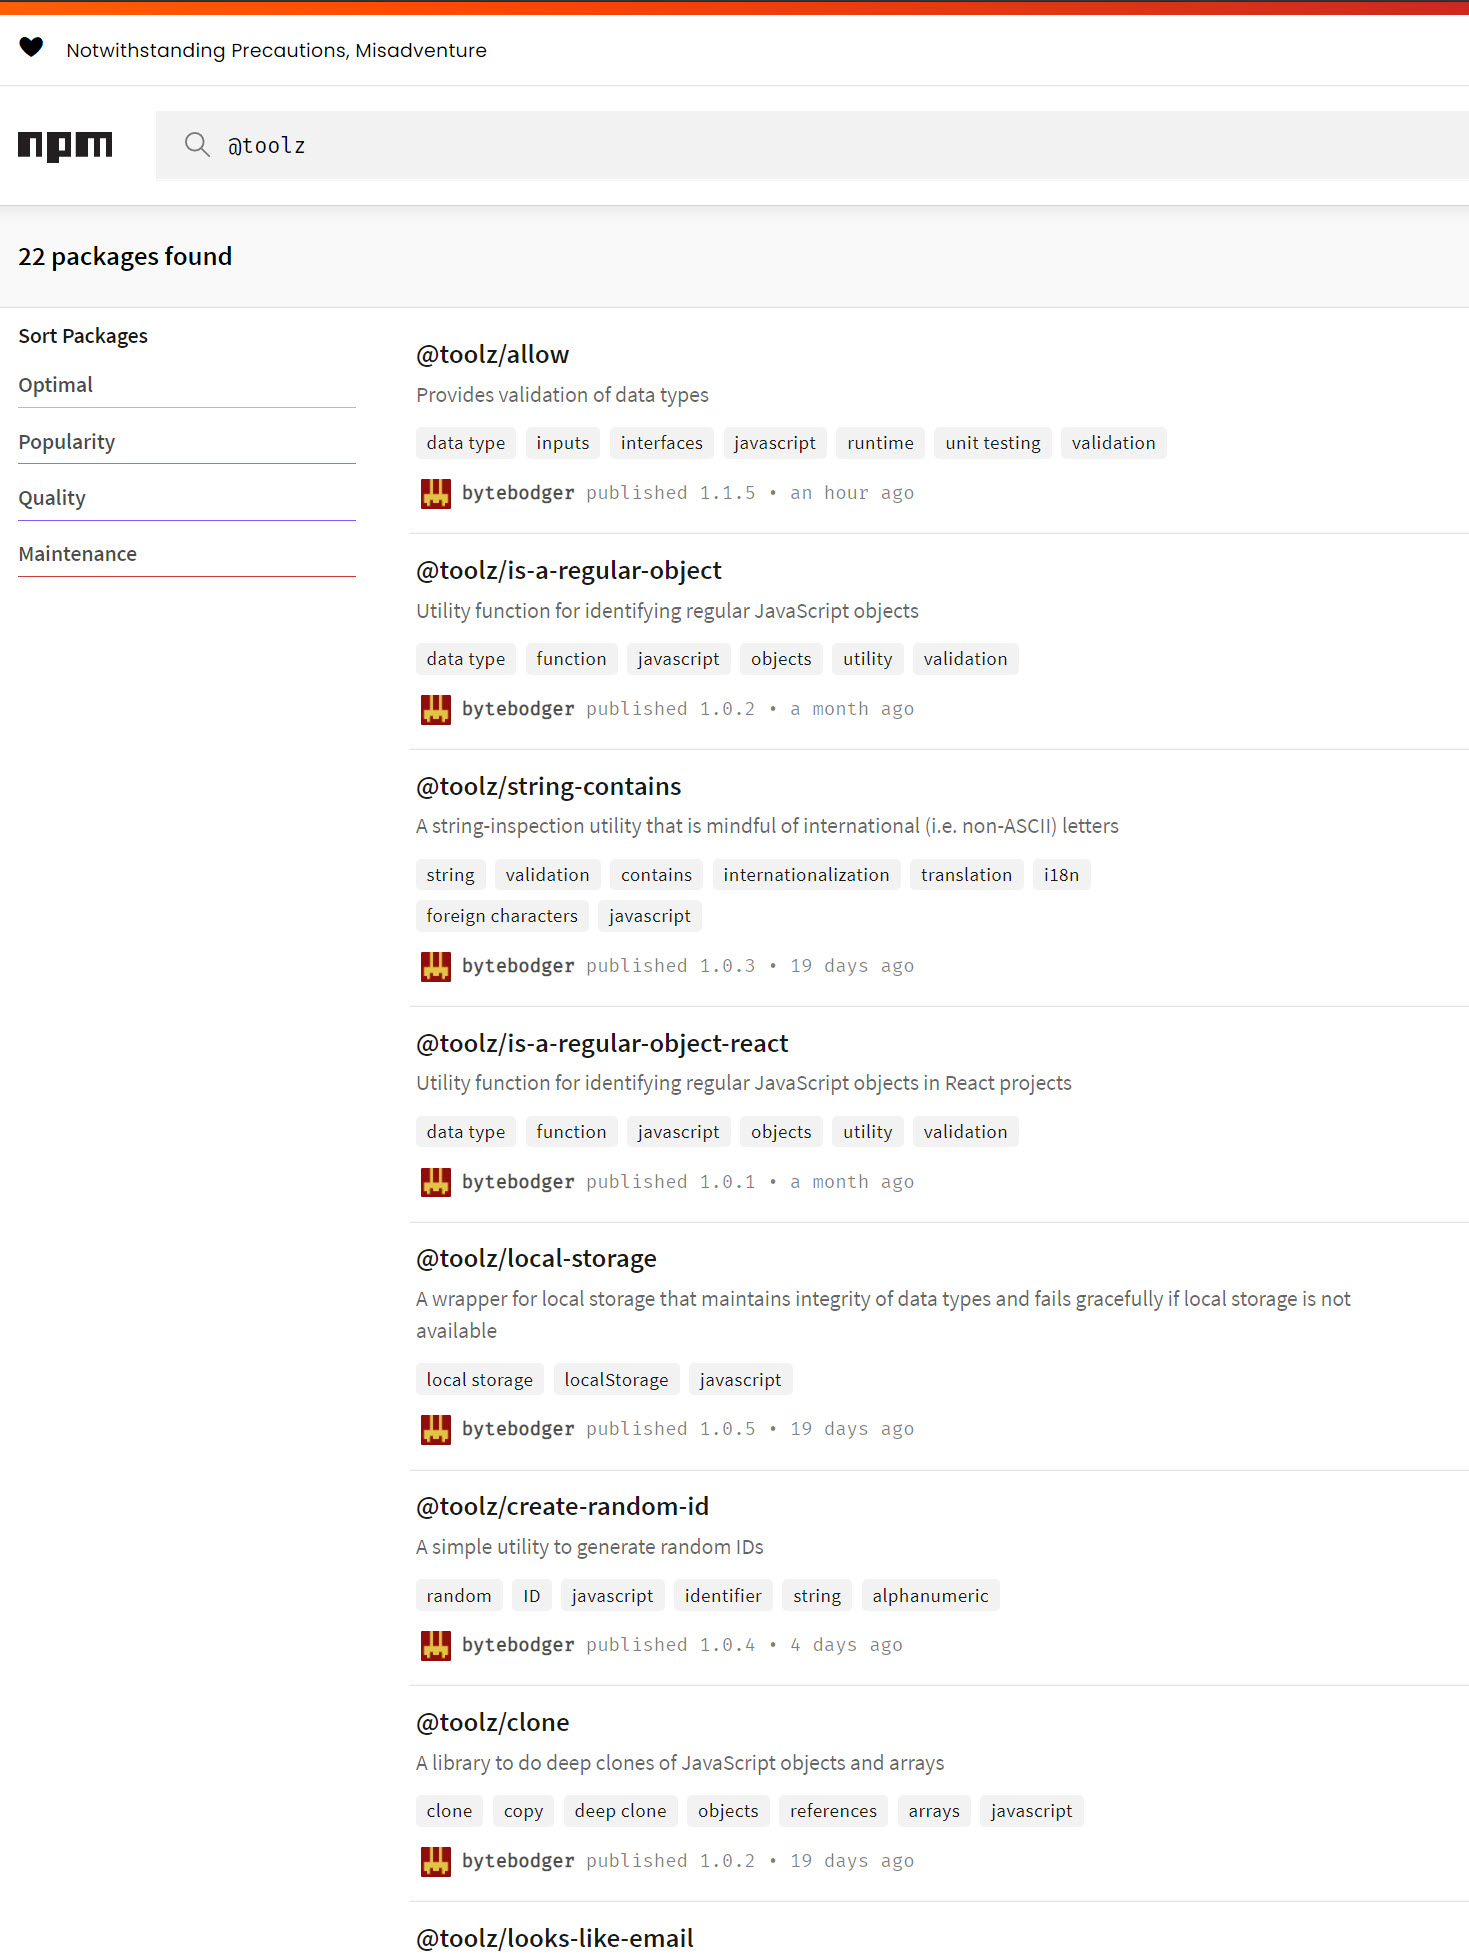 Notwithstanding Precautions, Misadventure
npm
@toolz
22 packages found
Sort Packages
Optimal
Popularity
Quality
Maintenance
@toolz/allow
Provides validation of data types
data type inputs interfaces javascript runtime unit testing validation
bytebodger published 1.1.5 • an hour ago
@toolz/is-a-regular-object
Utility function for identifying regular JavaScript objects
data type function javascript objects utility validation
bytebodger published 1.0.2 • a month ago
@toolz/string-contains
A string-inspection utility that is mindful of international (i.e. non-ASCII) letters
string validation contains internationalization translation i18n
foreign characters javascript
bytebodger published 1.0.3 • 19 days ago
@toolz/is-a-regular-object-react
Utility function for identifying regular JavaScript objects in React projects
data type function javascript objects utility validation
bytebodger published 1.0.1 • a month ago
@toolz/local-storage
A wrapper for local storage that maintains integrity of data types and fails gracefully if local storage is not
available
local storage localStorage javascript
bytebodger published 1.0.5 • 19 days ago
@toolz/create-random-id
A simple utility to generate random IDs
random ID javascript identifier string alphanumeric
bytebodger published 1.0.4 • 4 days ago
@toolz/clone
A library to do deep clones of JavaScript objects and arrays
clone copy deep clone objects references arrays javascript
bytebodger published 1.0.2 • 19 days ago
@toolz/looks-like-email